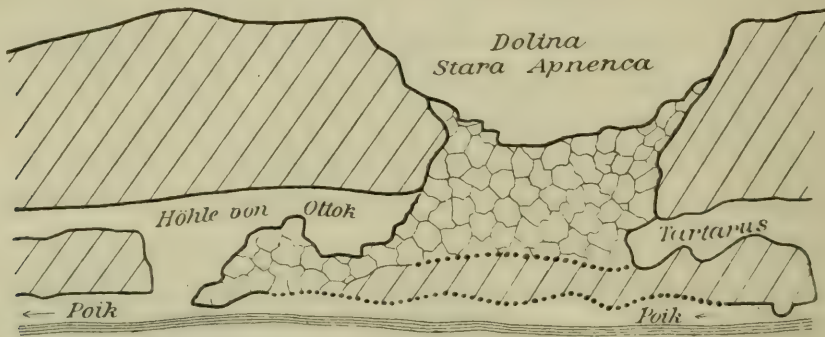 Dolina
Stara Apnenca
Höhle von Ottok
Tartarus
← Poik
Poik ←